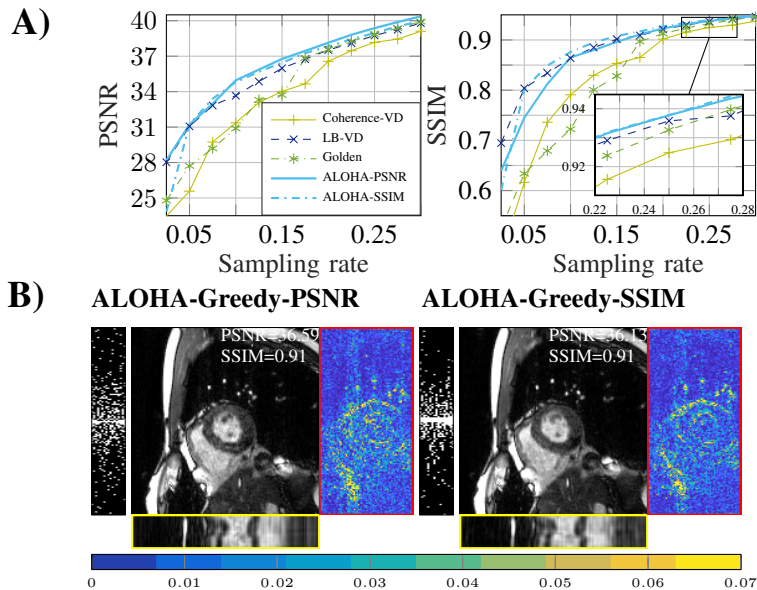 A)
PSNR
40
37
34
31
28
25
0.05
0.15
0.25
Sampling rate
Coherence-VD
LB-VD
Golden
ALOHA-PSNR
ALOHA-SSIM
SSIM
0.9
0.8
0.7
0.6
0.05
0.15
0.25
Sampling rate
0.94
0.92
0.22
0.24
0.26
0.28
B)
ALOHA-Greedy-PSNR
ALOHA-Greedy-SSIM
PSNR=36.59
SSIM=0.91
PSNR=36.13
SSIM=0.91
0
0.01
0.02
0.03
0.04
0.05
0.06
0.07